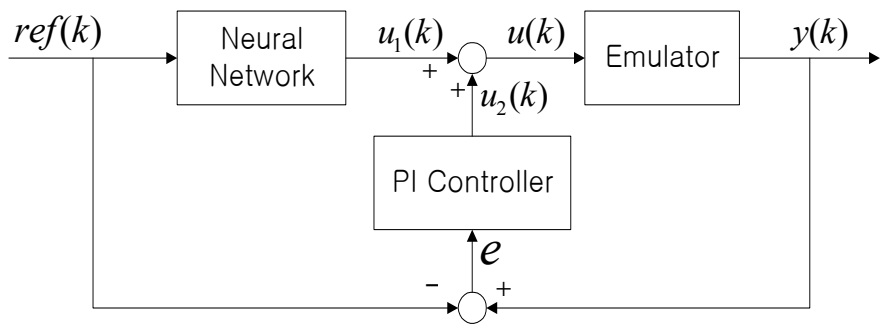 ref(k)
Neural
Network
u₁(k)
+
+
u₂(k)
u(k)
Emulator
y(k)
PI Controller
e
-
+